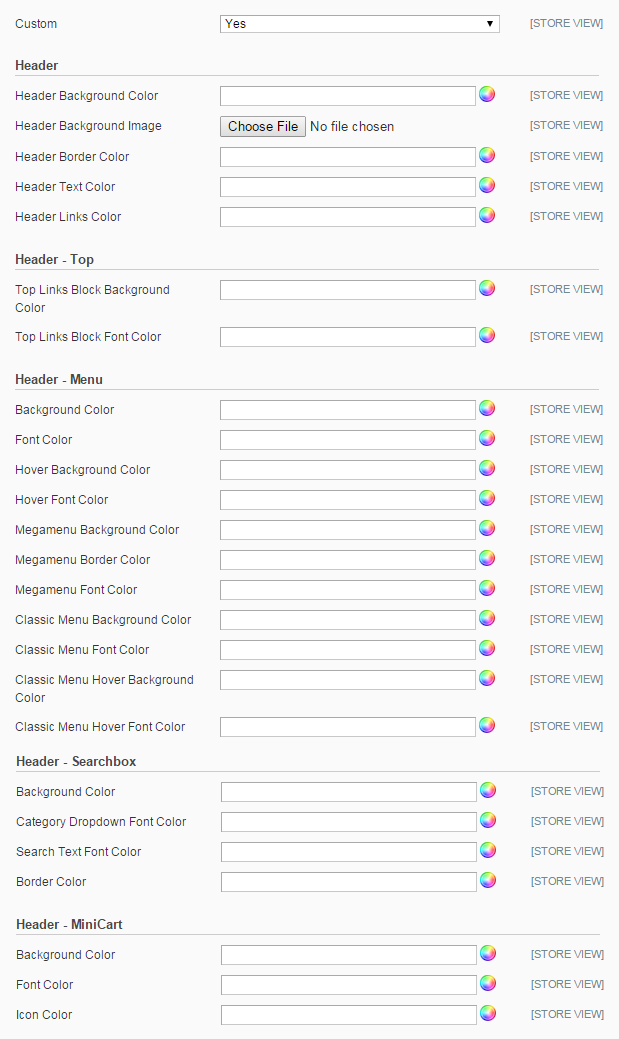 Custom Yes [STORE VIEW]
Header
Header Background Color [STORE VIEW]
Header Background Image Choose File No file chosen [STORE VIEW]
Header Border Color [STORE VIEW]
Header Text Color [STORE VIEW]
Header Links Color [STORE VIEW]
Header - Top
Top Links Block Background [STORE VIEW]
Color
Top Links Block Font Color [STORE VIEW]
Header - Menu
Background Color [STORE VIEW]
Font Color [STORE VIEW]
Hover Background Color [STORE VIEW]
Hover Font Color [STORE VIEW]
Megamenu Background Color [STORE VIEW]
Megamenu Border Color [STORE VIEW]
Megamenu Font Color [STORE VIEW]
Classic Menu Background Color [STORE VIEW]
Classic Menu Font Color [STORE VIEW]
Classic Menu Hover Background [STORE VIEW]
Color
Classic Menu Hover Font Color [STORE VIEW]
Header - Searchbox
Background Color [STORE VIEW]
Category Dropdown Font Color [STORE VIEW]
Search Text Font Color [STORE VIEW]
Border Color [STORE VIEW]
Header - MiniCart
Background Color [STORE VIEW]
Font Color [STORE VIEW]
Icon Color [STORE VIEW]